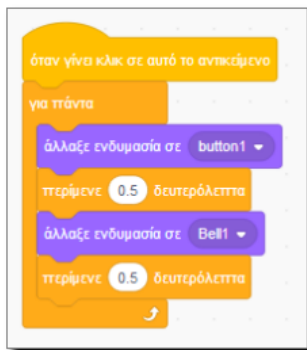 όταν γίνει κλικ σε αυτό το αντικείμενο
για πάντα
άλλαξε ενδυμασία σε button1
περίμενε 0.5 δευτερόλεπτα
άλλαξε ενδυμασία σε Bell1
περίμενε 0.5 δευτερόλεπτα